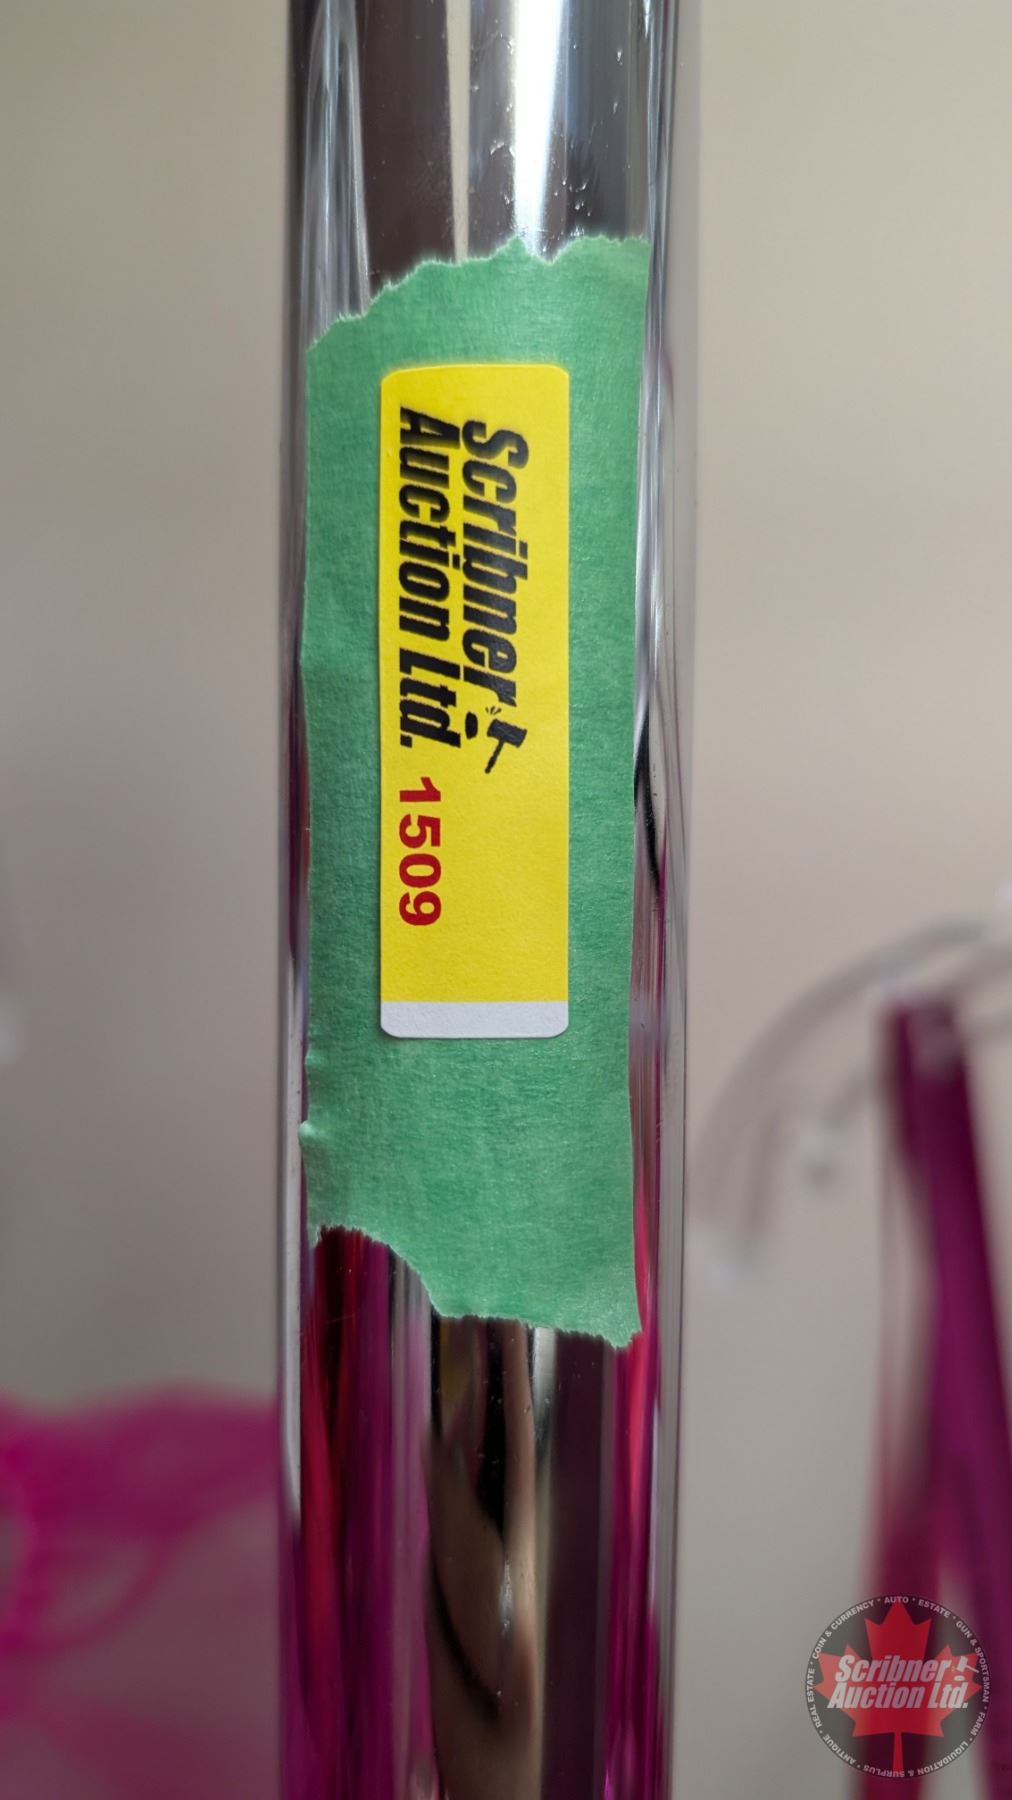 Scribner
Auction Ltd.
1509
COIN & CURRENCY • AUTO • ESTATE • GUN & SPORTSMAN • FARM • LIQUIDATION & SURPLUS • ANTIQUE • REAL ESTATE •
Scribner
Auction Ltd.